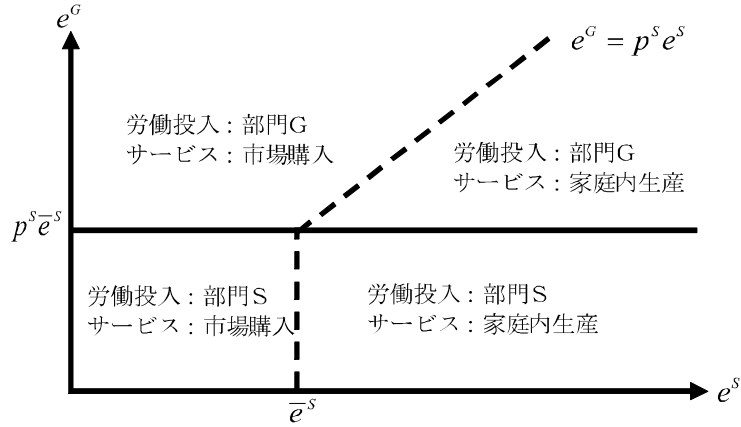 e^G
e^G = p^S e^S
労働投入：部門G
サービス：市場購入
労働投入：部門G
サービス：家庭内生産
p^S e̅^S
労働投入：部門S
サービス：市場購入
労働投入：部門S
サービス：家庭内生産
e̅^S
e^S